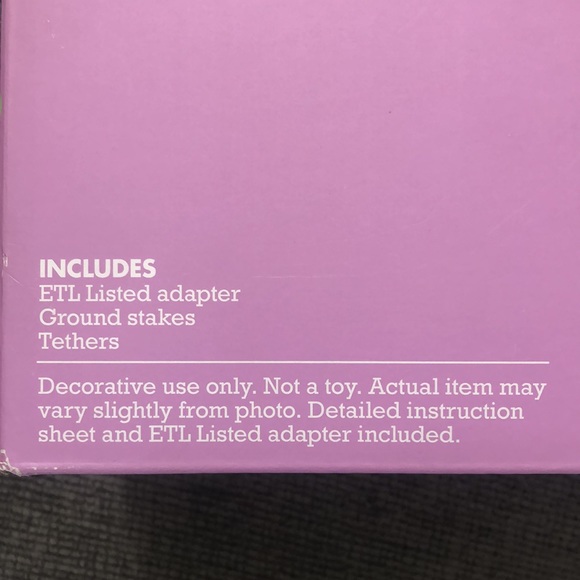 INCLUDES
ETL Listed adapter
Ground stakes
Tethers
Decorative use only. Not a toy. Actual item may
vary slightly from photo. Detailed instruction
sheet and ETL Listed adapter included.